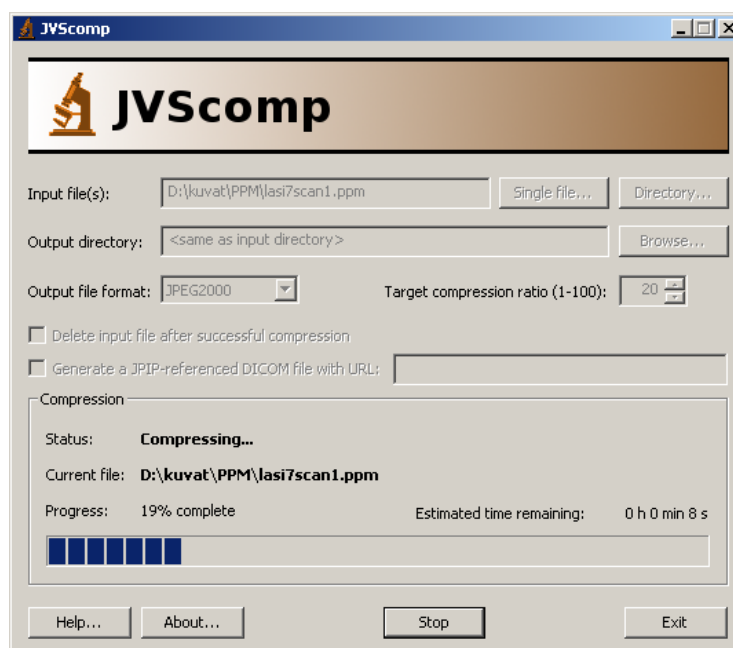 JVScomp
JVScomp
Input file(s): D:\kuvat\PPM\lasi7scan1.ppm Single file... Directory...
Output directory: <same as input directory> Browse...
Output file format: JPEG2000 Target compression ratio (1-100): 20
Delete input file after successful compression
Generate a JPIP-referenced DICOM file with URL:
Compression
Status: Compressing...
Current file: D:\kuvat\PPM\lasi7scan1.ppm
Progress: 19% complete Estimated time remaining: 0 h 0 min 8 s
Help... About... Stop Exit